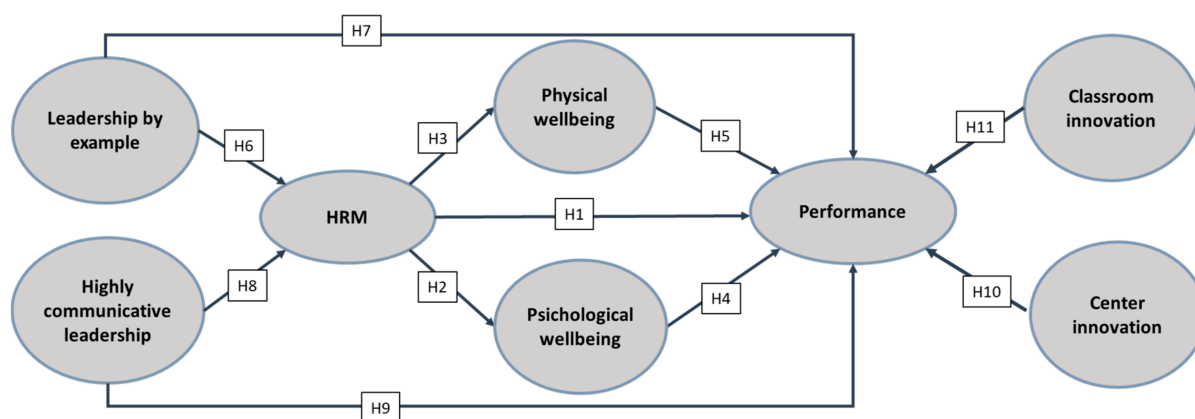 H7
Leadership by
example
H6
H3
Physical
wellbeing
H5
H11
Classroom
innovation
HRM
H1
Performance
Highly
communicative
leadership
H8
H2
Psichological
wellbeing
H4
H10
Center
innovation
H9